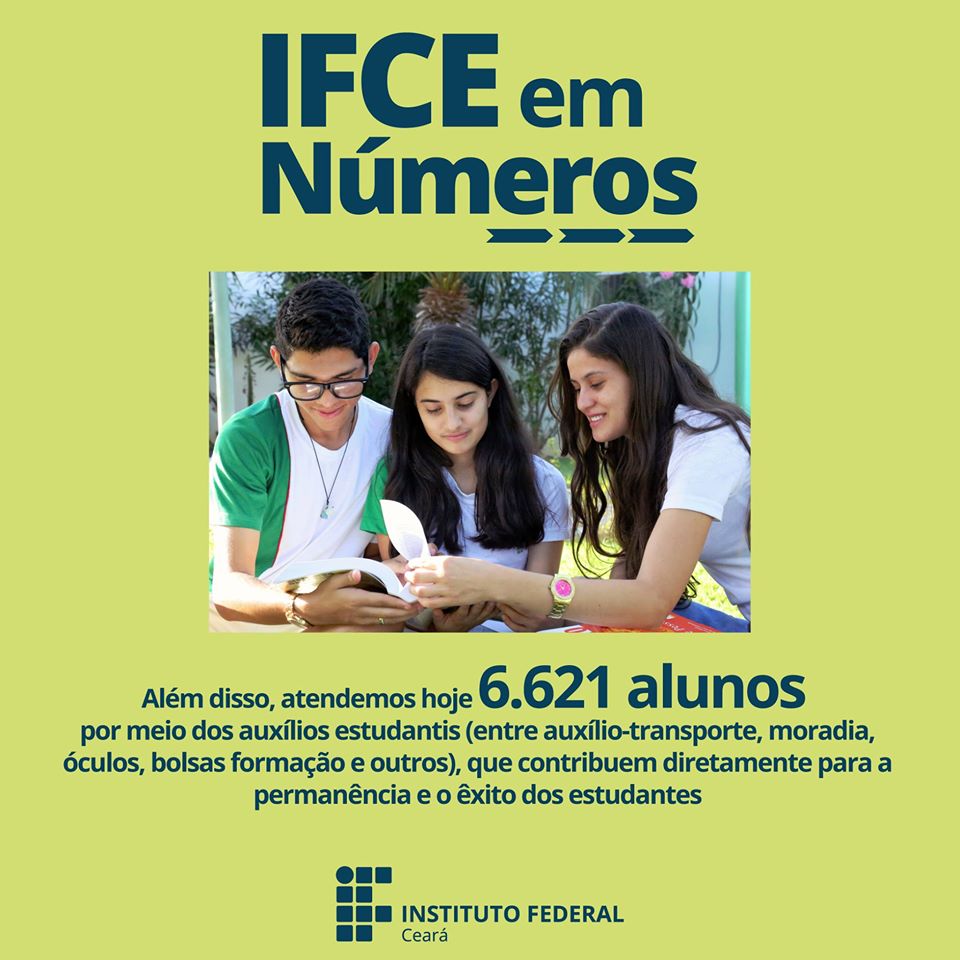 IFCE em
Números
Além disso, atendemos hoje 6.621 alunos
por meio dos auxílios estudantis (entre auxílio-transporte, moradia,
óculos, bolsas formação e outros), que contribuem diretamente para a
permanência e o êxito dos estudantes
INSTITUTO FEDERAL
Ceará